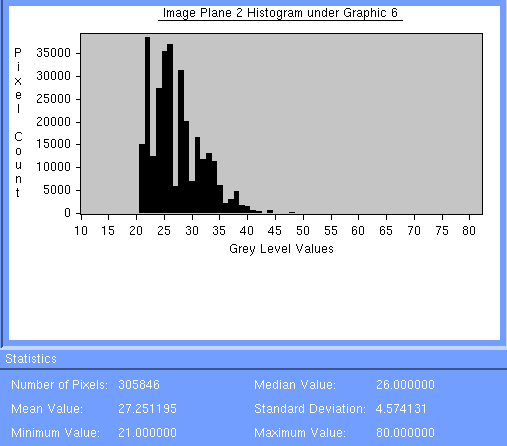 Image Plane 2 Histogram under Graphic 6
Pixel Count
35000
30000
25000
20000
15000
10000
5000
0
10 15 20 25 30 35 40 45 50 55 60 65 70 75 80
Grey Level Values
Statistics
Number of Pixels: 305846 Median Value: 26.000000
Mean Value: 27.251195 Standard Deviation: 4.574131
Minimum Value: 21.000000 Maximum Value: 80.000000